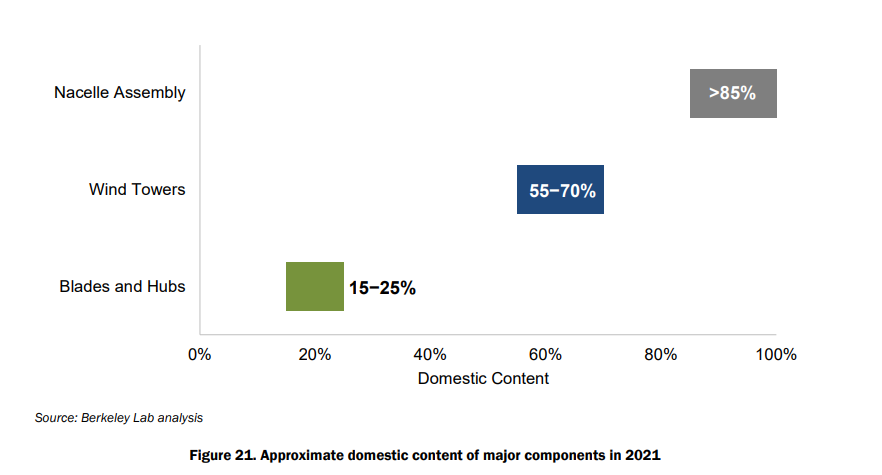 Nacelle Assembly
>85%
Wind Towers
55−70%
Blades and Hubs
15−25%
0% 20% 40% 60% 80% 100%
Domestic Content
Source: Berkeley Lab analysis
Figure 21. Approximate domestic content of major components in 2021